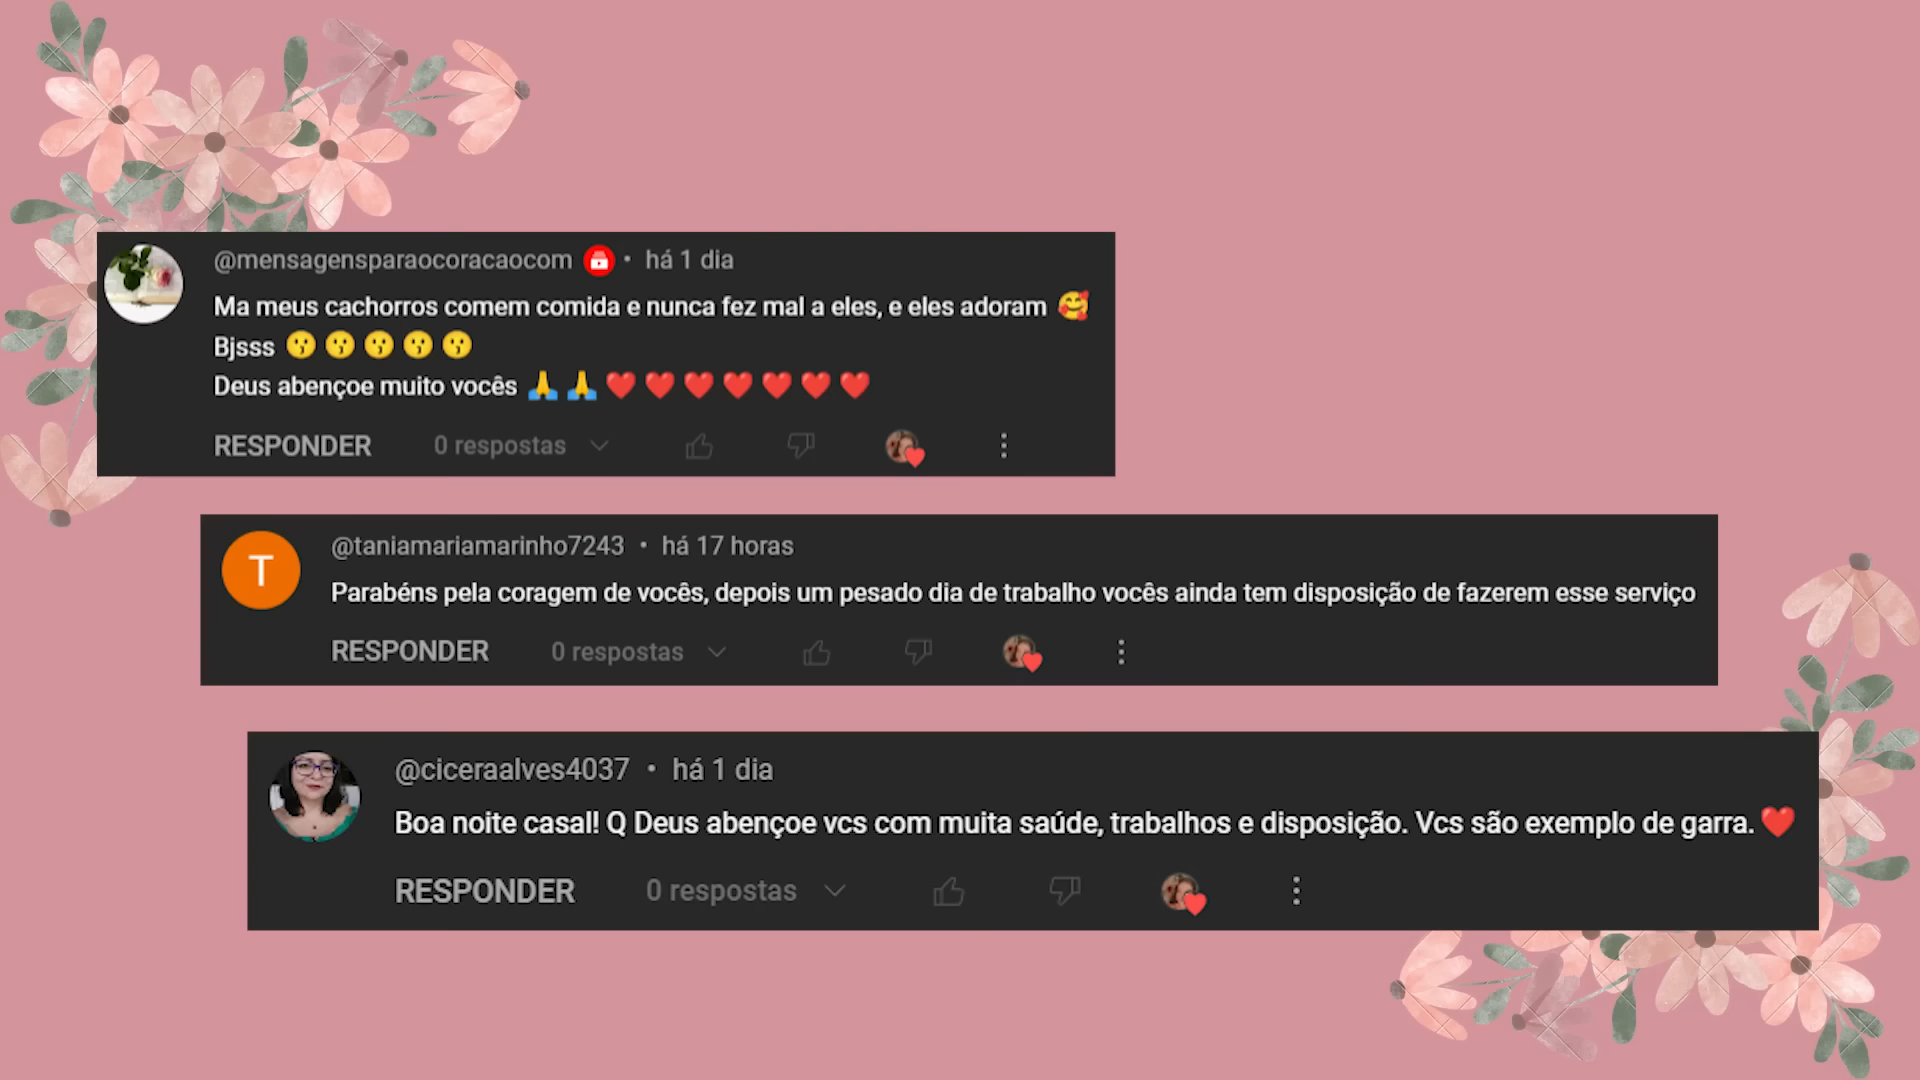 @mensagensparaocoracaocom • há 1 dia
Ma meus cachorros comem comida e nunca fez mal a eles, e eles adoram 🥰
Bjsss 😗 😗 😗 😗 😗
Deus abençoe muito vocês 🙏 🙏 ❤️ ❤️ ❤️ ❤️ ❤️ ❤️ ❤️
RESPONDER 0 respostas
T
@taniamariamarinho7243 • há 17 horas
Parabéns pela coragem de vocês, depois um pesado dia de trabalho vocês ainda tem disposição de fazerem esse serviço
RESPONDER 0 respostas
@ciceraalves4037 • há 1 dia
Boa noite casal! Q Deus abençoe vcs com muita saúde, trabalhos e disposição. Vcs são exemplo de garra. ❤️
RESPONDER 0 respostas